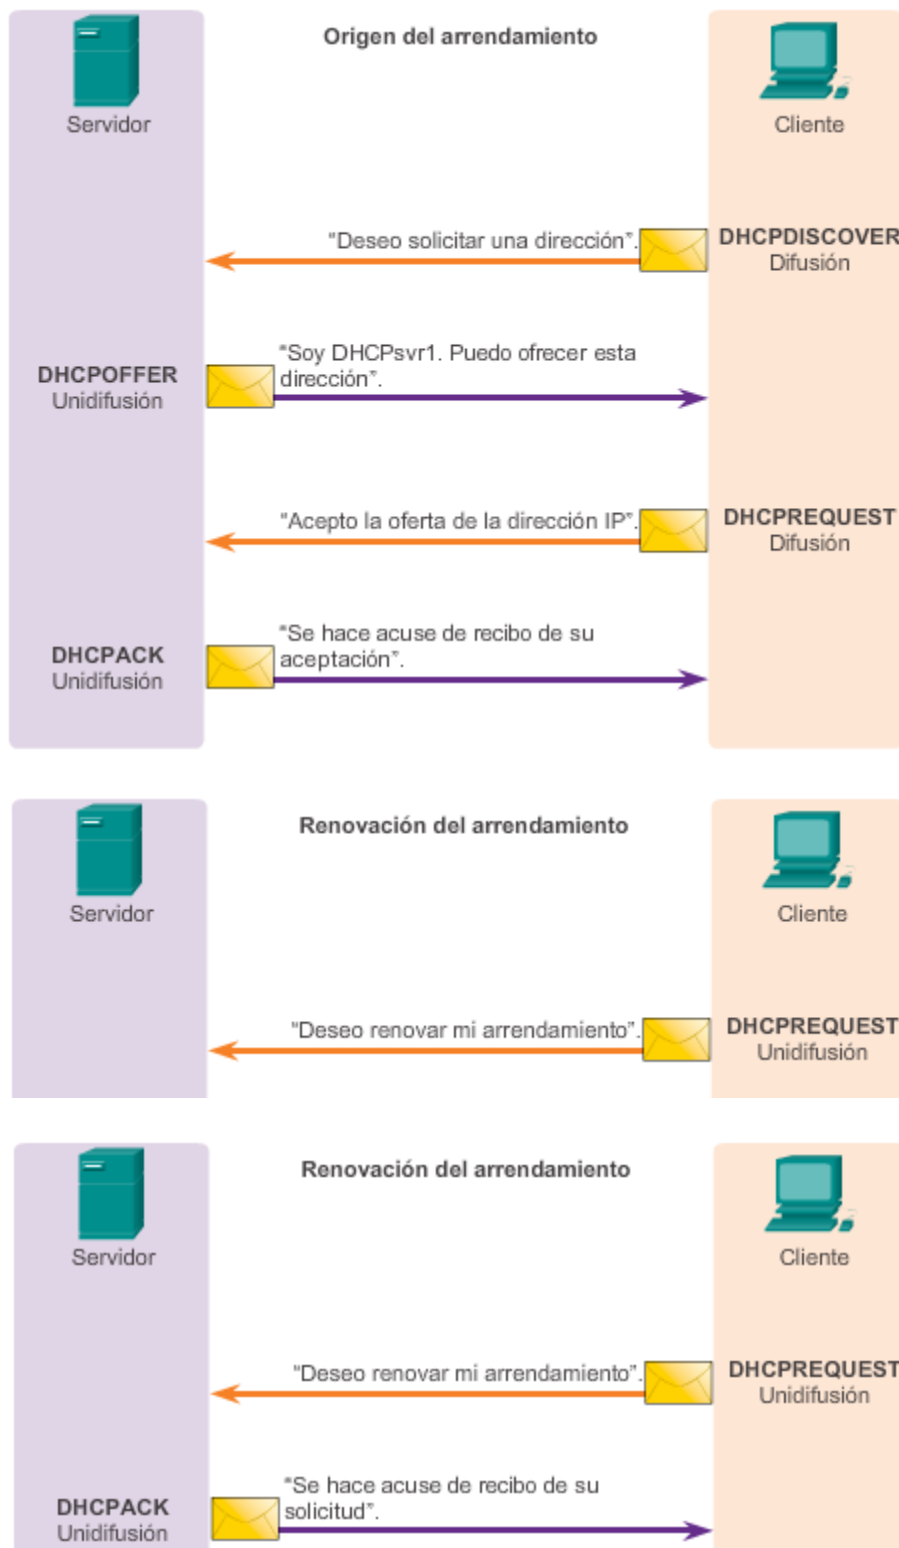 Origen del arrendamiento
Servidor
Cliente
“Deseo solicitar una dirección”.
DHCPDISCOVER
Difusión
“Soy DHCPsvr1. Puedo ofrecer esta
dirección”.
DHCPOFFER
Unidifusión
“Acepto la oferta de la dirección IP”.
DHCPREQUEST
Difusión
“Se hace acuse de recibo de su
aceptación”.
DHCPACK
Unidifusión
Renovación del arrendamiento
Servidor
Cliente
“Deseo renovar mi arrendamiento”.
DHCPREQUEST
Unidifusión
Renovación del arrendamiento
Servidor
Cliente
“Deseo renovar mi arrendamiento”.
DHCPREQUEST
Unidifusión
“Se hace acuse de recibo de su
solicitud”.
DHCPACK
Unidifusión